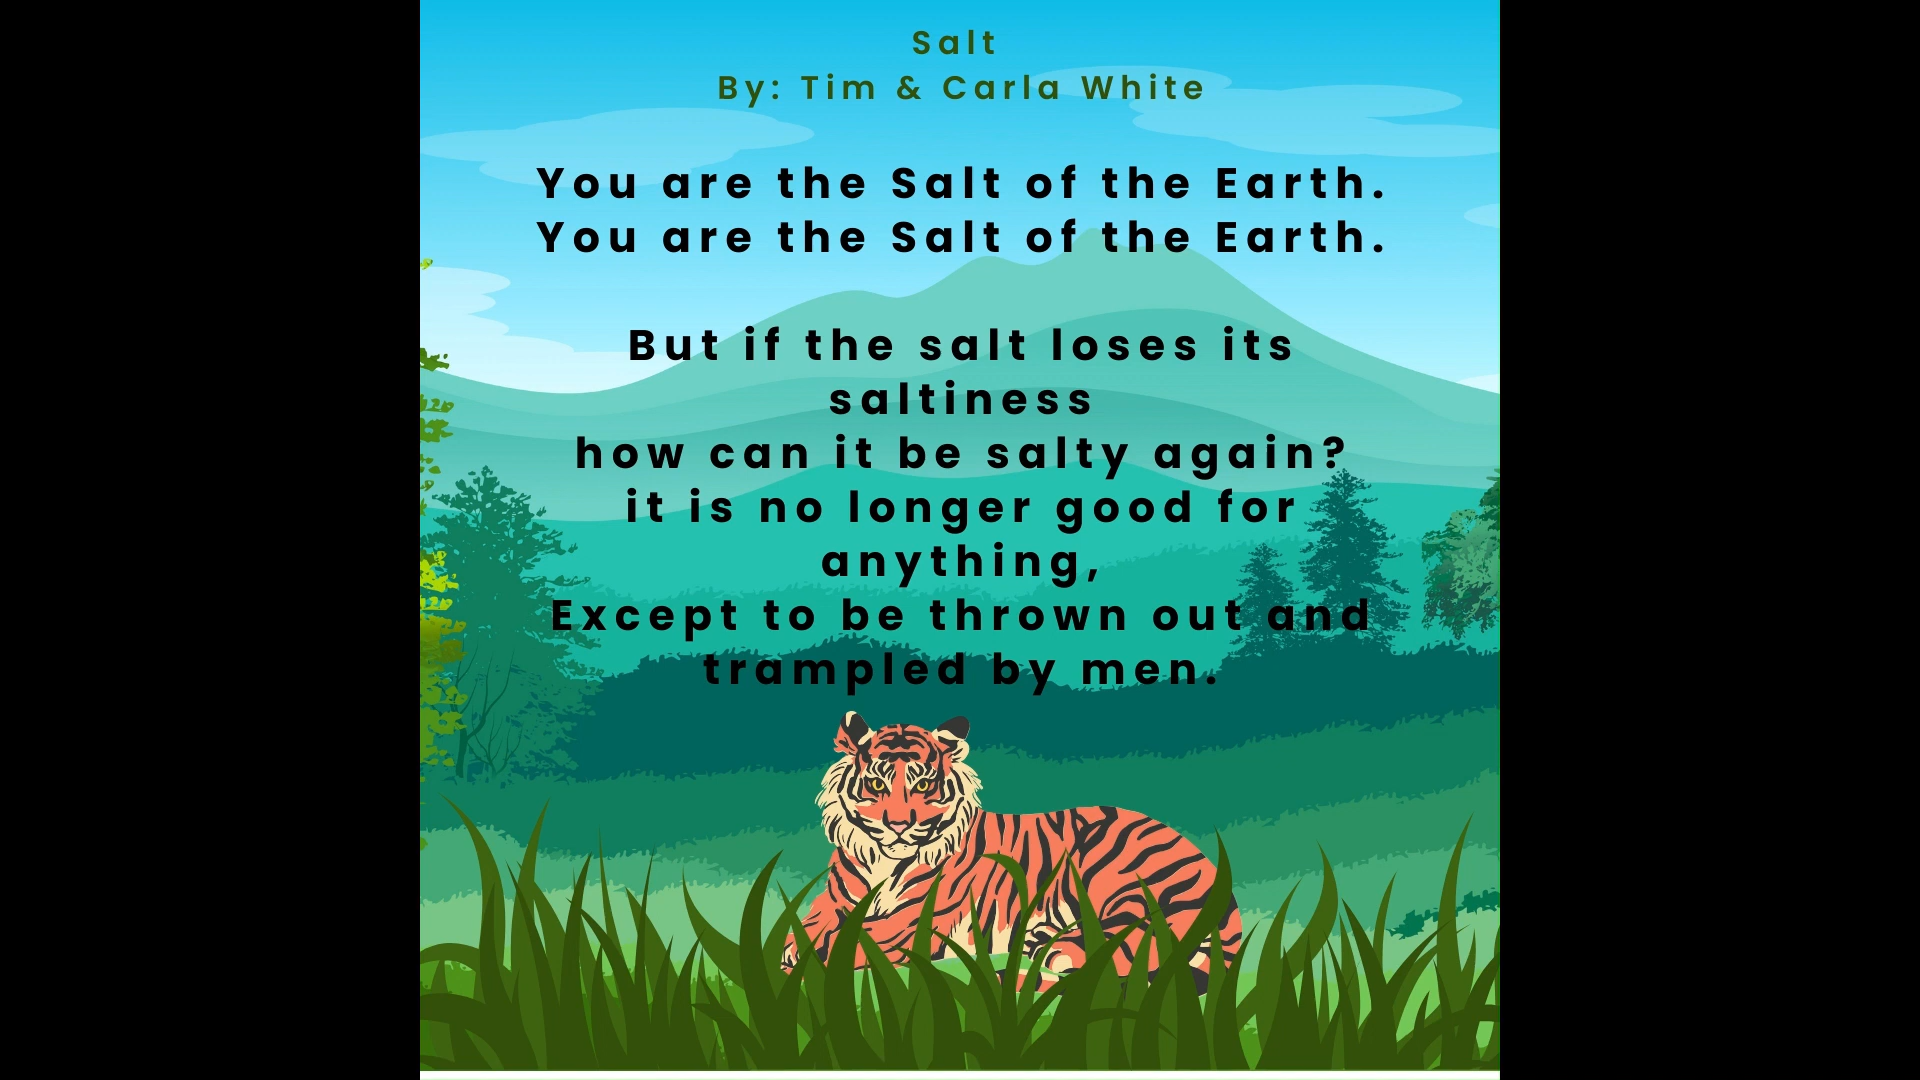 Salt
By: Tim & Carla White
You are the Salt of the Earth.
You are the Salt of the Earth.
But if the salt loses its
saltiness
how can it be salty again?
it is no longer good for
anything,
Except to be thrown out and
trampled by men.